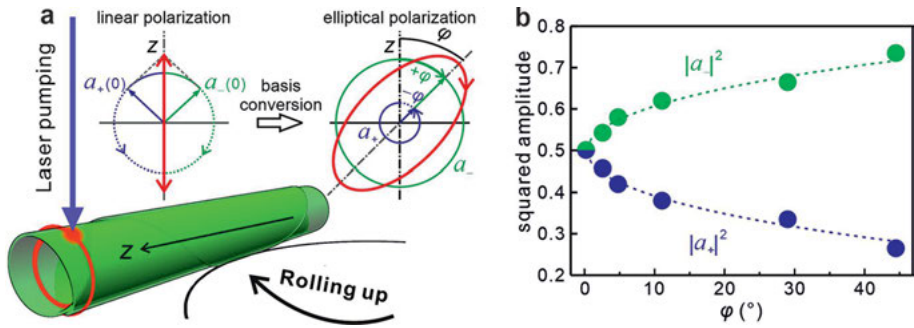 a
linear polarization
elliptical polarization
Laser pumping
z
a₊(0)
a₋(0)
basis
conversion
φ
z
+φ
−φ
a₊
a₋
z
Rolling up
b
squared amplitude
0.8
0.7
0.6
0.5
0.4
0.3
0.2
|a₋|²
|a₊|²
0
10
20
30
40
φ (°)